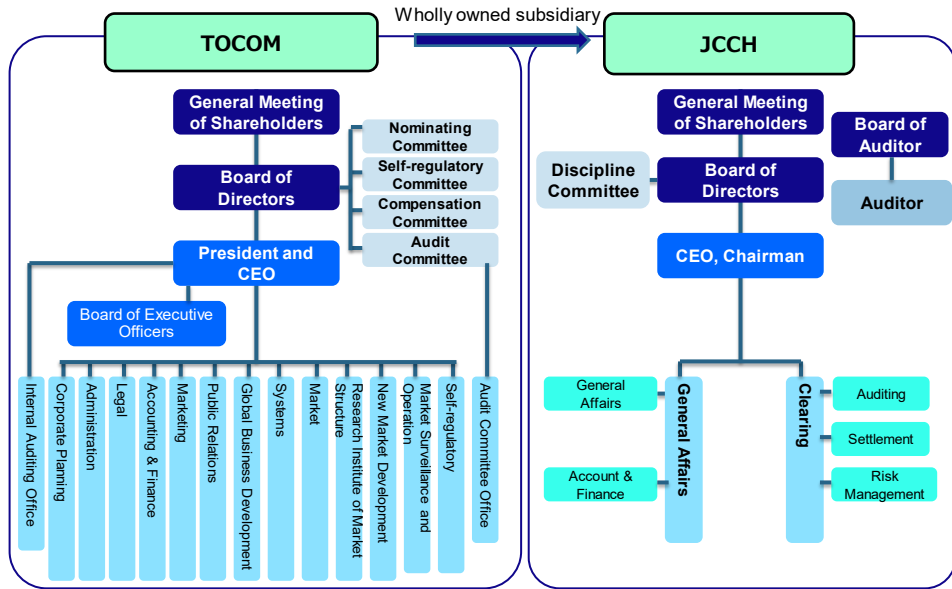 Wholly owned subsidiary
TOCOM
General Meeting
of Shareholders
Board of
Directors
Nominating
Committee
Self-regulatory
Committee
Compensation
Committee
Audit
Committee
President and
CEO
Board of Executive
Officers
Internal Auditing Office
Corporate Planning
Administration
Legal
Accounting & Finance
Marketing
Public Relations
Global Business Development
Systems
Market
Research Institute of Market
Structure
New Market Development
Market Surveillance and
Operation
Self-regulatory
Audit Committee Office
JCCH
General Meeting
of Shareholders
Board of
Auditor
Discipline
Committee
Board of
Directors
Auditor
CEO, Chairman
General
Affairs
Account &
Finance
General Affairs
Clearing
Auditing
Settlement
Risk
Management